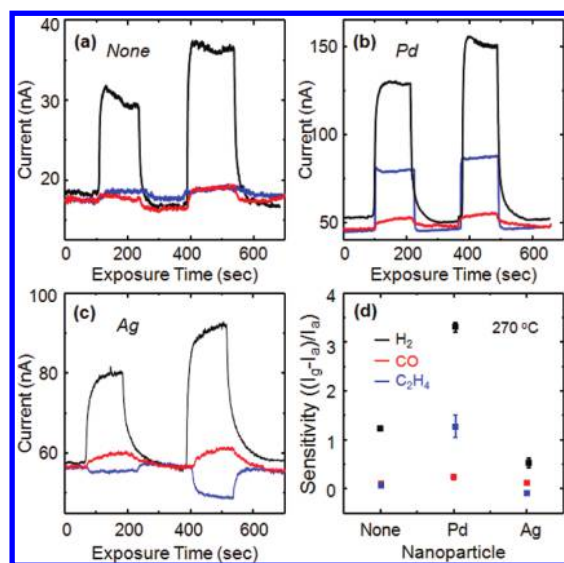 (a) None
Current (nA)
40
30
20
0 200 400 600
Exposure Time (sec)
(b) Pd
Current (nA)
150
100
50
0 200 400 600
Exposure Time (sec)
(c) Ag
Current (nA)
100
80
60
0 200 400 600
Exposure Time (sec)
(d)
270 °C
H₂
CO
C₂H₄
Sensitivity ((Ig-Ia)/Ia)
4
3
2
1
0
None Pd Ag
Nanoparticle